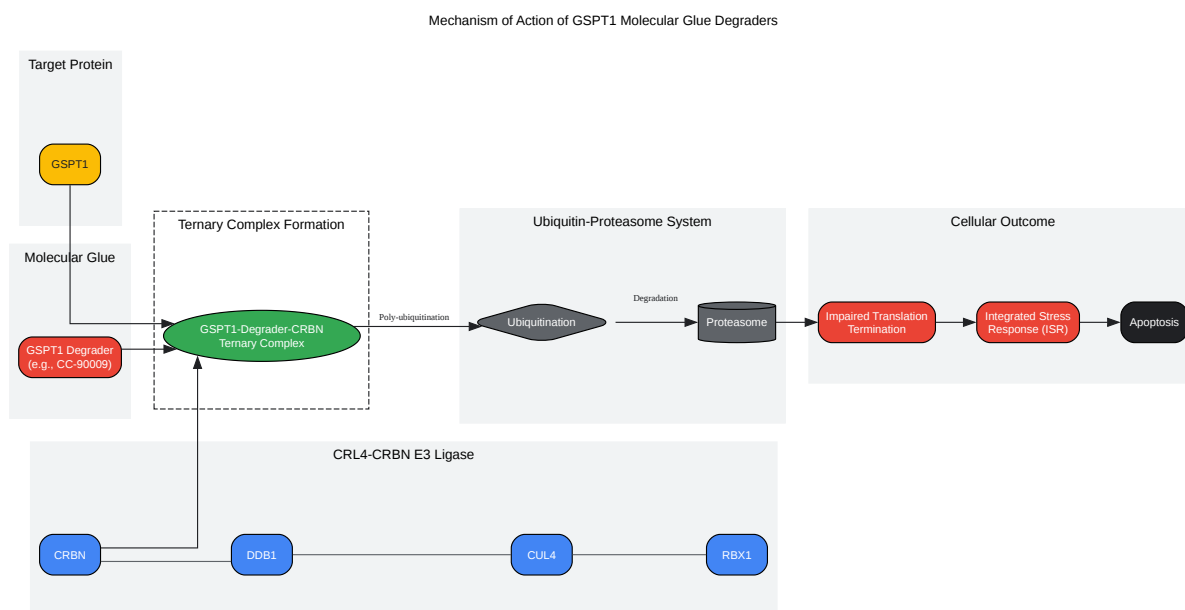 Mechanism of Action of GSPT1 Molecular Glue Degraders
Target Protein
GSPT1
Molecular Glue
GSPT1 Degrader
(e.g., CC-90009)
Ternary Complex Formation
GSPT1-Degrader-CRBN
Ternary Complex
Poly-ubiquitination
Ubiquitin-Proteasome System
Ubiquitination
Degradation
Proteasome
Cellular Outcome
Impaired Translation
Termination
Integrated Stress
Response (ISR)
Apoptosis
CRL4-CRBN E3 Ligase
CRBN
DDB1
CUL4
RBX1